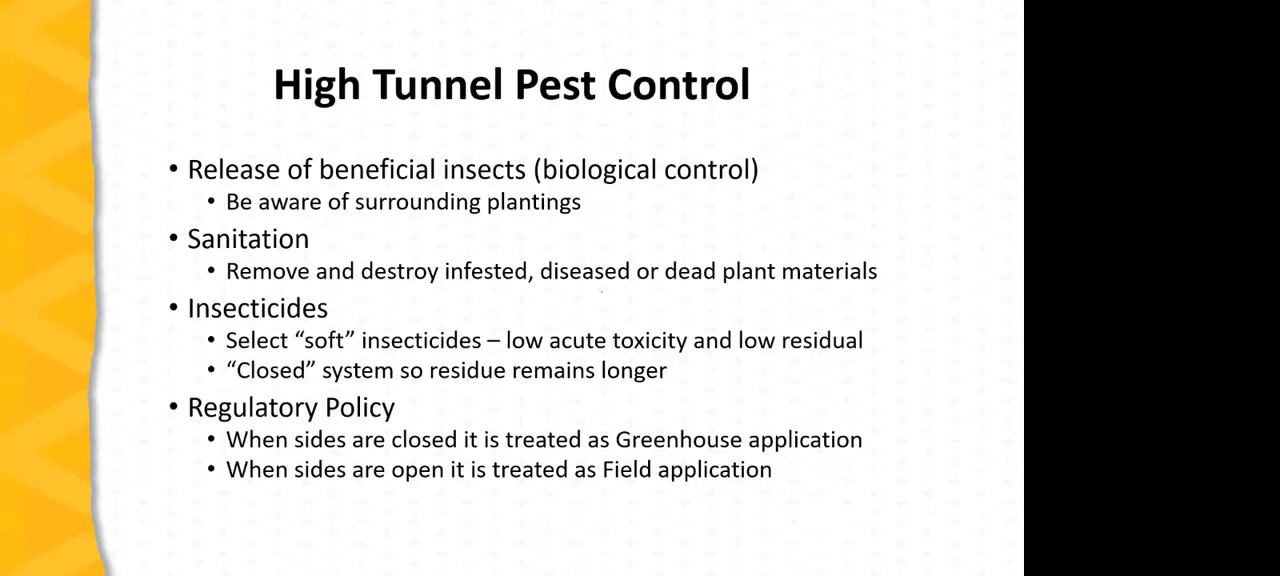 High Tunnel Pest Control
• Release of beneficial insects (biological control)
• Be aware of surrounding plantings
• Sanitation
• Remove and destroy infested, diseased or dead plant materials
• Insecticides
• Select “soft” insecticides – low acute toxicity and low residual
• “Closed” system so residue remains longer
• Regulatory Policy
• When sides are closed it is treated as Greenhouse application
• When sides are open it is treated as Field application